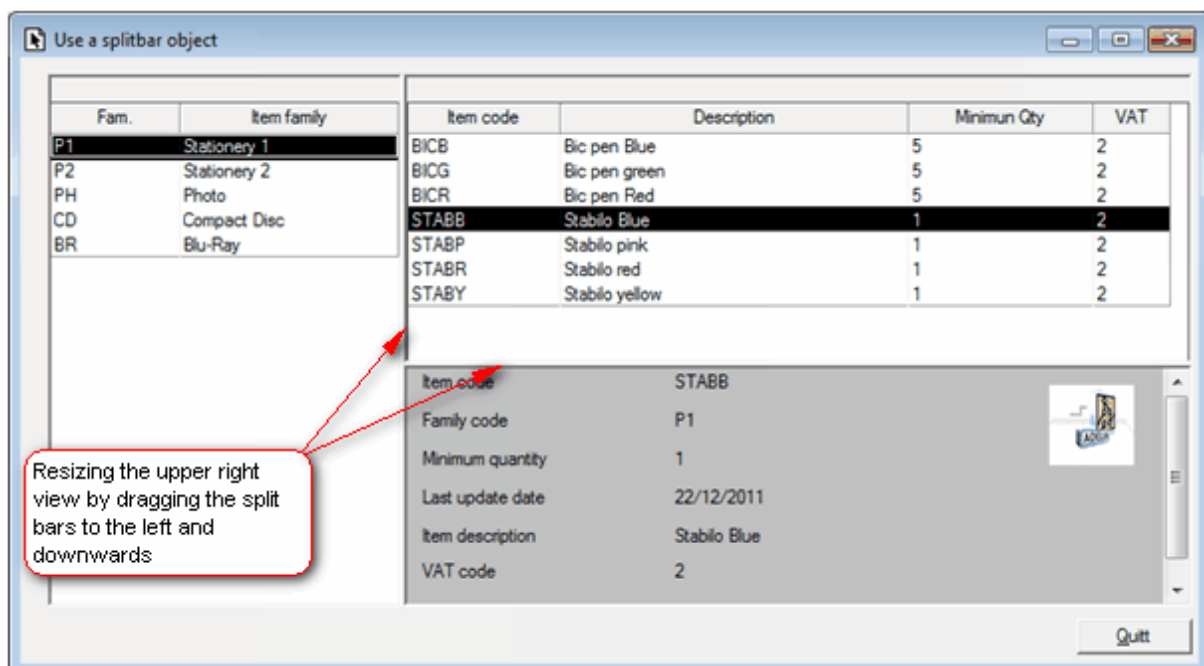 Use a splitbar object
Fam. Item family
P1 Stationery 1
P2 Stationery 2
PH Photo
CD Compact Disc
BR Blu-Ray
Item code Description Minimun Qty VAT
BICB Bic pen Blue 5 2
BICG Bic pen green 5 2
BICR Bic pen Red 5 2
STABB Stabilo Blue 1 2
STABP Stabilo pink 1 2
STABR Stabilo red 1 2
STABY Stabilo yellow 1 2
Item code STABB
Family code P1
Minimum quantity 1
Last update date 22/12/2011
Item description Stabilo Blue
VAT code 2
Resizing the upper right
view by dragging the split
bars to the left and
downwards
Quitt